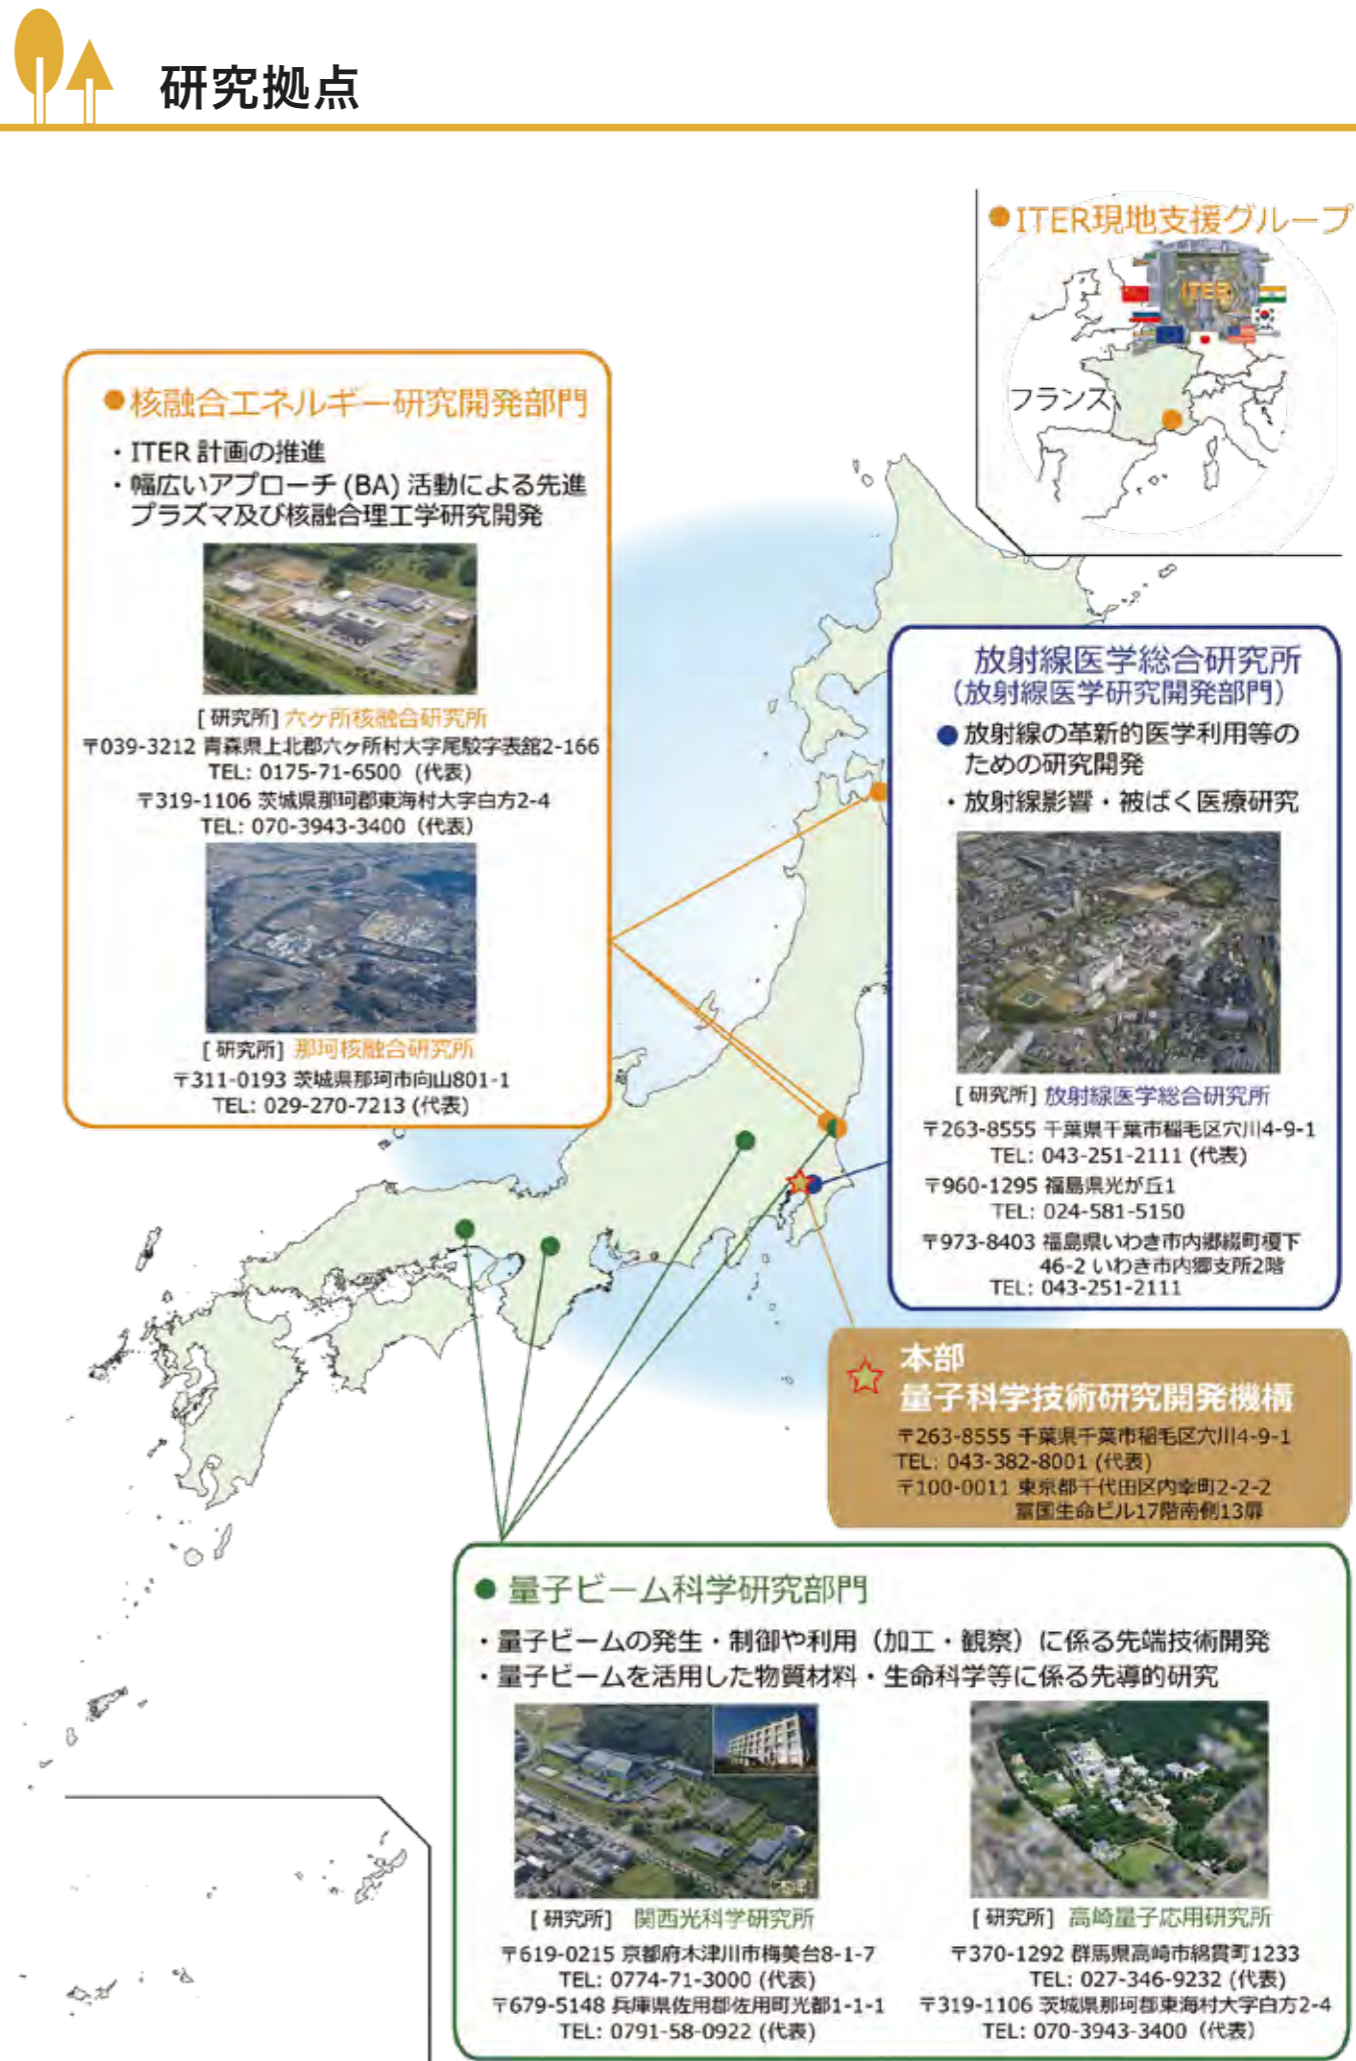 研究拠点
●ITER現地支援グループ
ITER
フランス
●核融合エネルギー研究開発部門
・ITER 計画の推進
・幅広いアプローチ (BA) 活動による先進
プラズマ及び核融合理工学研究開発
[ 研究所] 六ヶ所核融合研究所
〒039-3212 青森県上北郡六ヶ所村大字尾駮字表舘2-166
TEL: 0175-71-6500 (代表)
〒319-1106 茨城県那珂郡東海村大字白方2-4
TEL: 070-3943-3400（代表）
[ 研究所] 那珂核融合研究所
〒311-0193 茨城県那珂市向山801-1
TEL: 029-270-7213 (代表)
放射線医学総合研究所
（放射線医学研究開発部門）
● 放射線の革新的医学利用等の
ための研究開発
・放射線影響・被ばく医療研究
[ 研究所] 放射線医学総合研究所
〒263-8555 千葉県千葉市稲毛区穴川4-9-1
TEL: 043-251-2111 (代表)
〒960-1295 福島県光が丘1
TEL: 024-581-5150
〒973-8403 福島県いわき市内郷綴町榎下
46-2 いわき市内郷支所2階
TEL: 043-251-2111
本部
量子科学技術研究開発機構
〒263-8555 千葉県千葉市稲毛区穴川4-9-1
TEL: 043-382-8001 (代表)
〒100-0011 東京都千代田区内幸町2-2-2
富国生命ビル17階南側13扉
● 量子ビーム科学研究部門
・量子ビームの発生・制御や利用（加工・観察）に係る先端技術開発
・量子ビームを活用した物質材料・生命科学等に係る先導的研究
[ 研究所] 関西光科学研究所
〒619-0215 京都府木津川市梅美台8-1-7
TEL: 0774-71-3000 (代表)
〒679-5148 兵庫県佐用郡佐用町光都1-1-1
TEL: 0791-58-0922 (代表)
[ 研究所] 高崎量子応用研究所
〒370-1292 群馬県高崎市綿貫町1233
TEL: 027-346-9232 (代表)
〒319-1106 茨城県那珂郡東海村大字白方2-4
TEL: 070-3943-3400（代表）